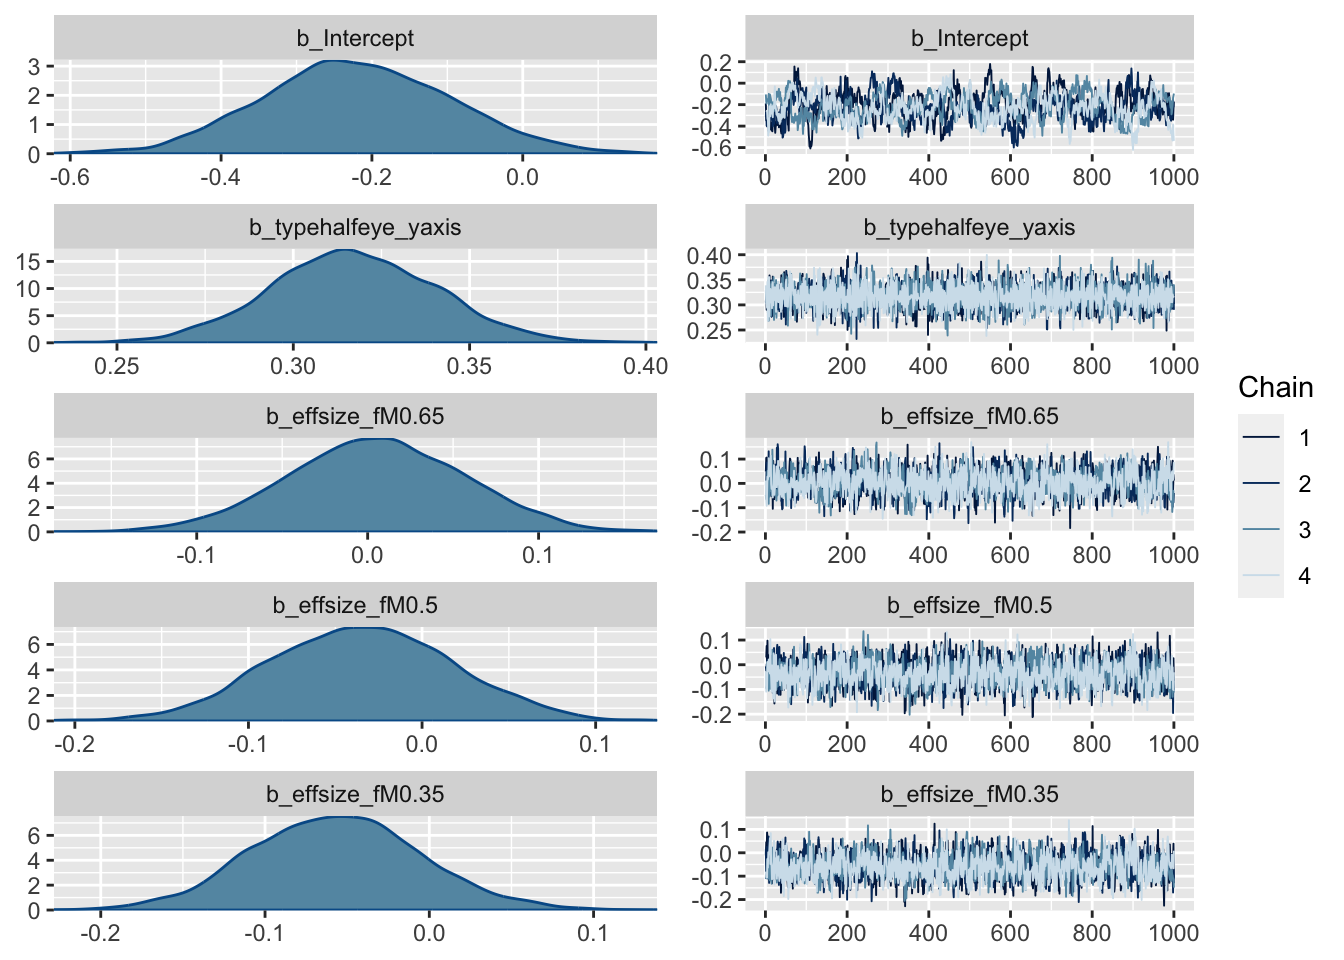 b_Intercept
3
2
1
0
-0.6 -0.4 -0.2 0.0
b_Intercept
0.2
0.0
-0.2
-0.4
-0.6
0 200 400 600 800 1000
b_typehalfeye_yaxis
15
10
5
0
0.25 0.30 0.35 0.40
b_typehalfeye_yaxis
0.40
0.35
0.30
0.25
0 200 400 600 800 1000
b_effsize_fM0.65
6
4
2
0
-0.1 0.0 0.1
b_effsize_fM0.65
0.1
0.0
-0.1
-0.2
0 200 400 600 800 1000
b_effsize_fM0.5
6
4
2
0
-0.2 -0.1 0.0 0.1
b_effsize_fM0.5
0.1
0.0
-0.1
-0.2
0 200 400 600 800 1000
b_effsize_fM0.35
6
4
2
0
-0.2 -0.1 0.0 0.1
b_effsize_fM0.35
0.1
0.0
-0.1
-0.2
0 200 400 600 800 1000
Chain
1
2
3
4